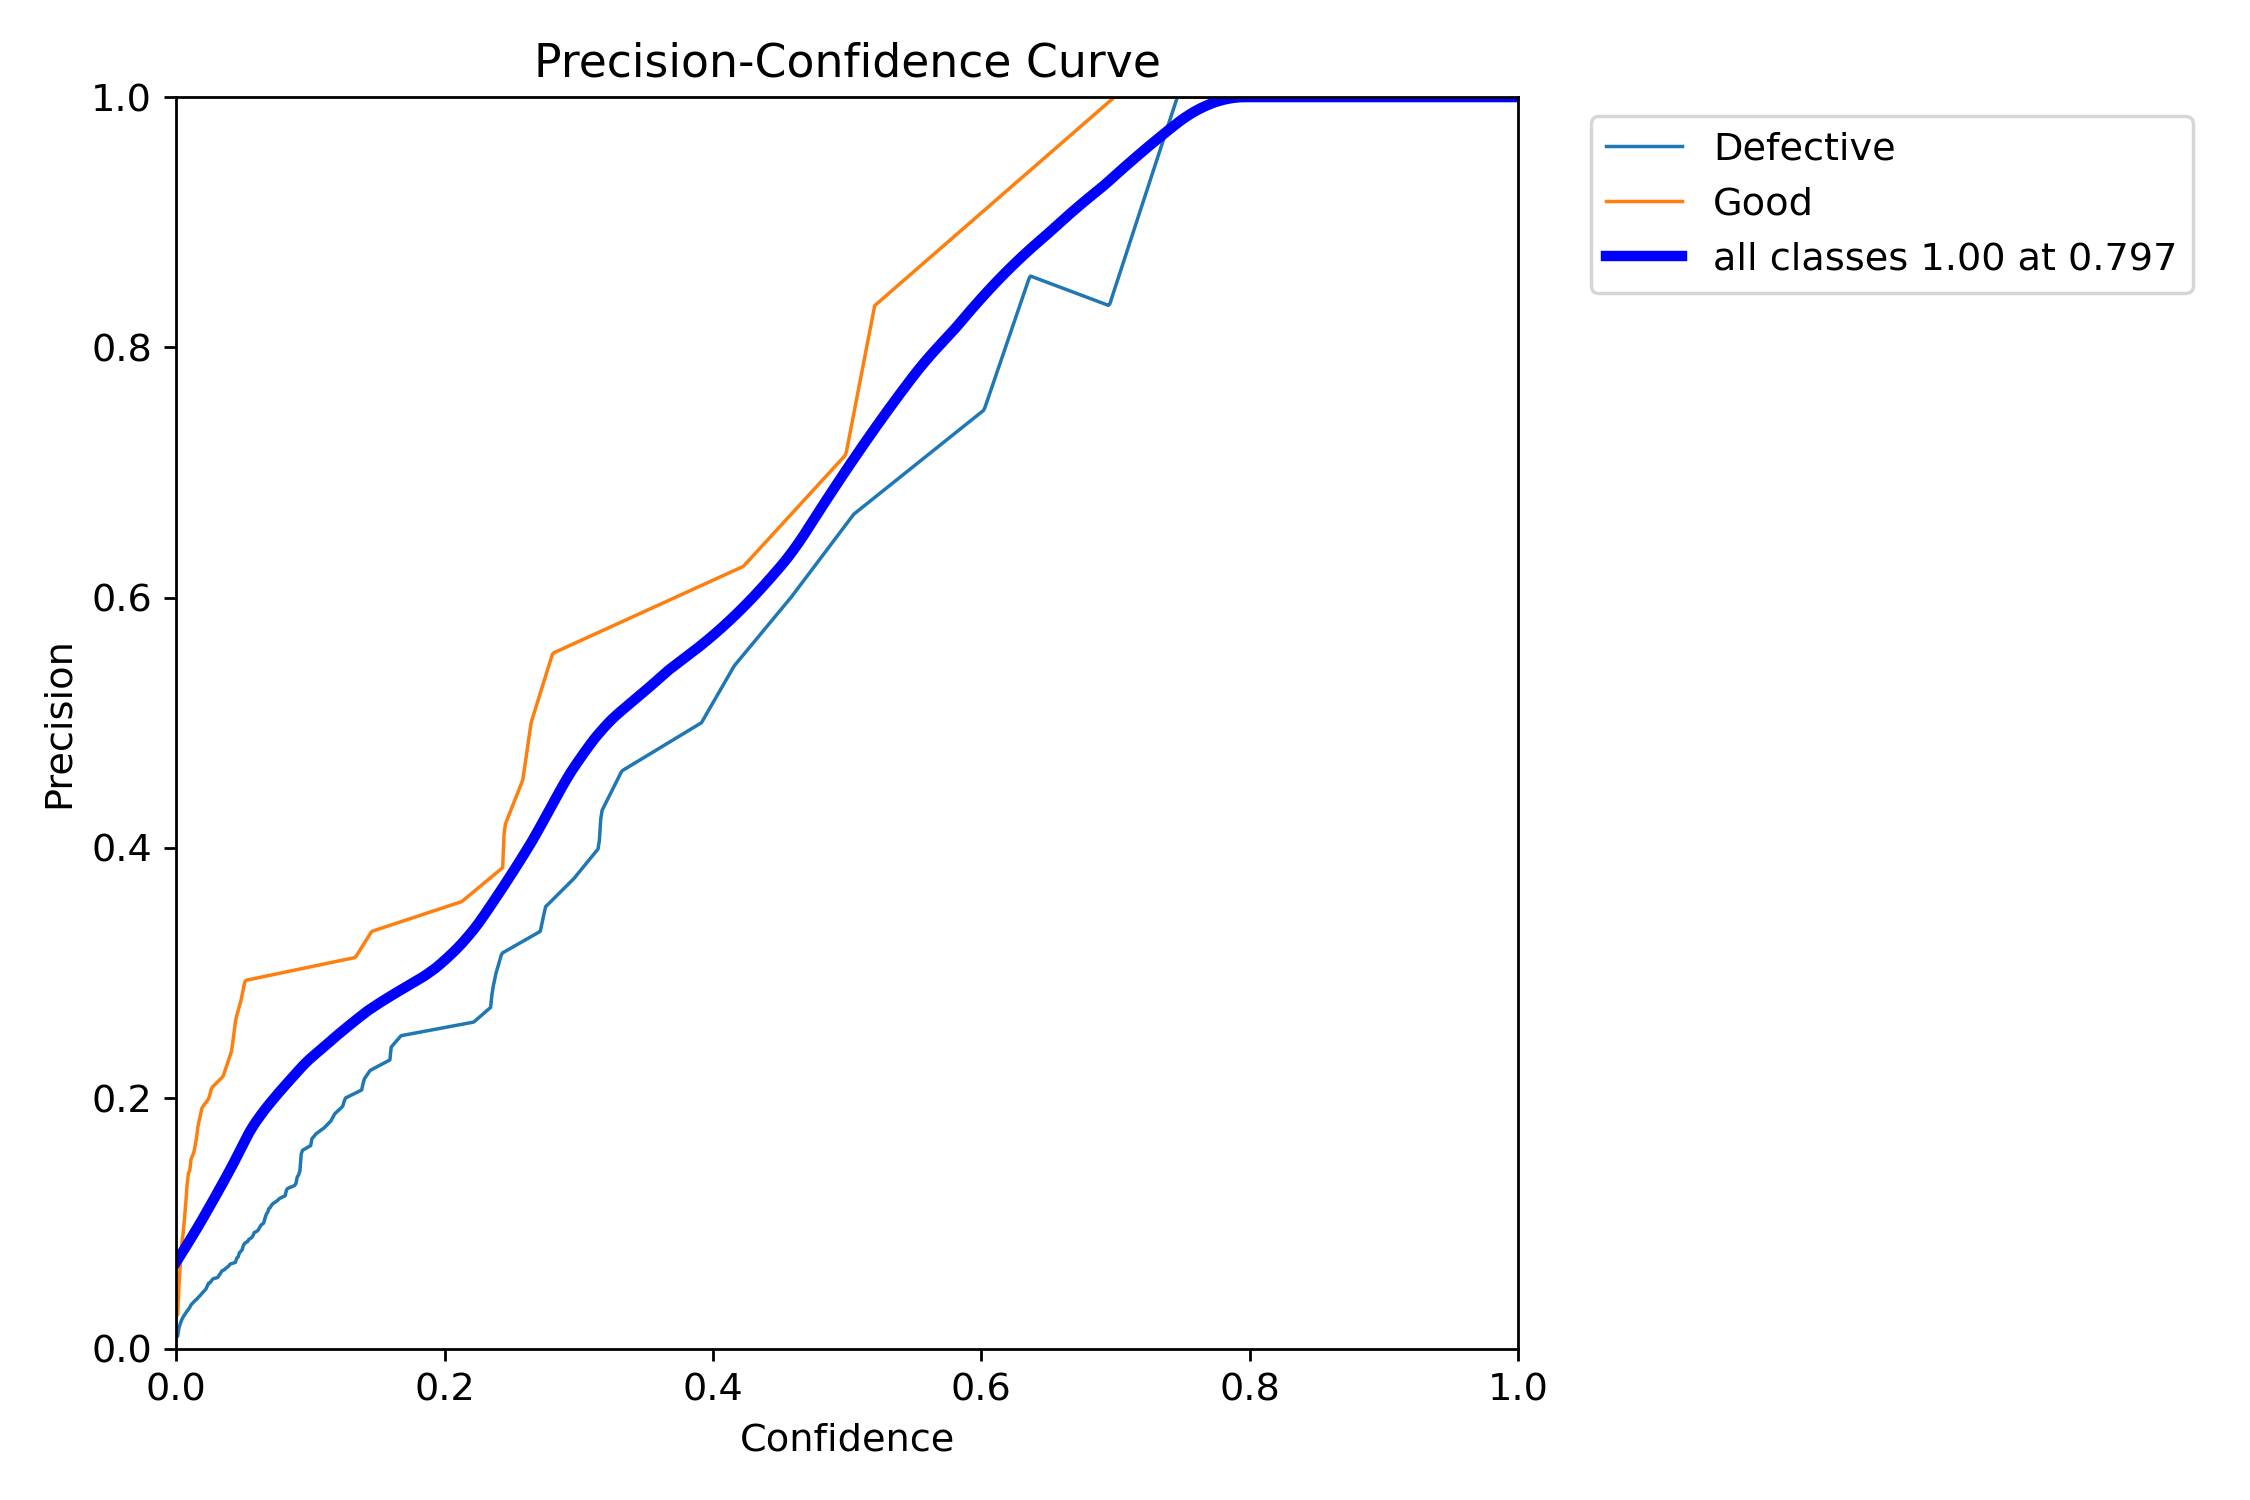 Precision-Confidence Curve
1.0
0.8
0.6
0.4
0.2
0.0
Precision
0.0 0.2 0.4 0.6 0.8 1.0
Confidence
Defective
Good
all classes 1.00 at 0.797